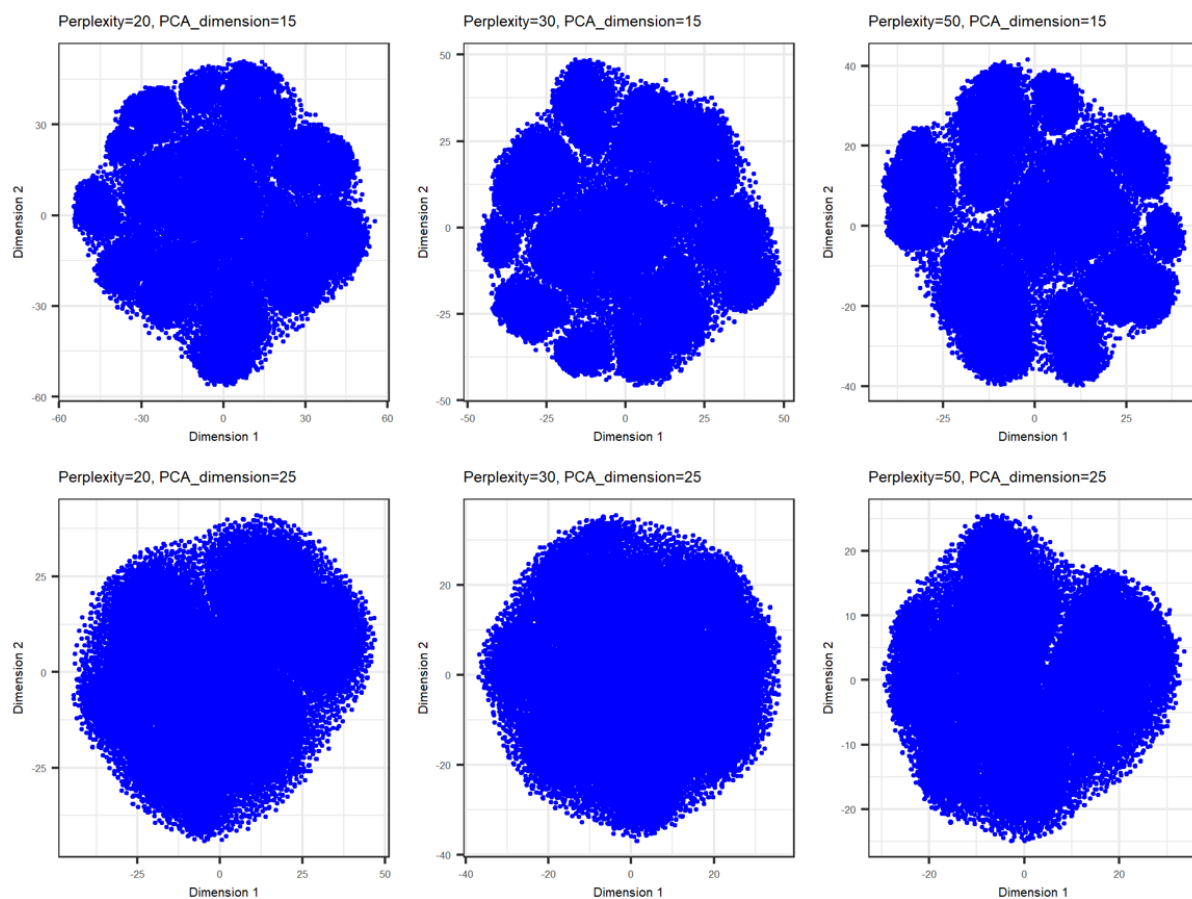 Perplexity=20, PCA_dimension=15
Perplexity=30, PCA_dimension=15
Perplexity=50, PCA_dimension=15
Dimension 2
30
0
-30
-60
-60
-30
0
30
60
Dimension 1
Dimension 2
50
25
0
-25
-50
-50
-25
0
25
50
Dimension 1
Dimension 2
40
20
0
-20
-40
-25
0
25
Dimension 1
Perplexity=20, PCA_dimension=25
Perplexity=30, PCA_dimension=25
Perplexity=50, PCA_dimension=25
Dimension 2
25
0
-25
-25
0
25
50
Dimension 1
Dimension 2
20
0
-20
-40
-40
-20
0
20
Dimension 1
Dimension 2
20
10
0
-10
-20
-20
0
20
Dimension 1